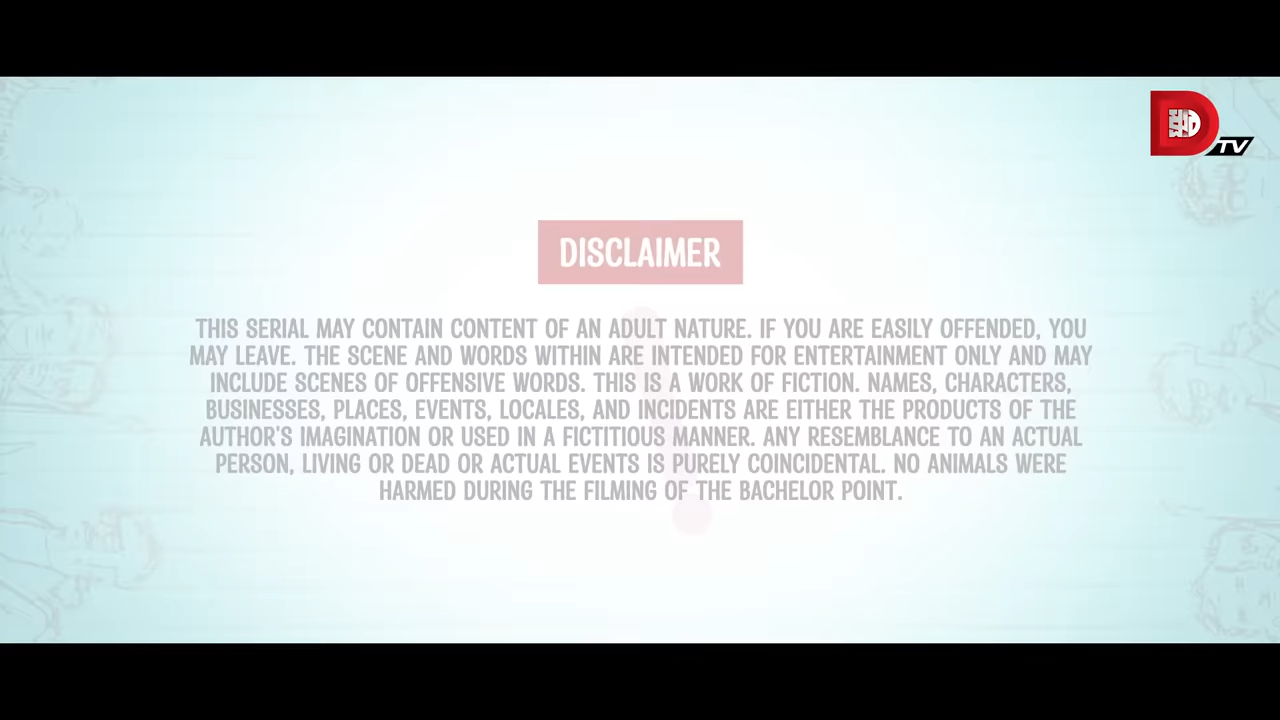 TV
DISCLAIMER
THIS SERIAL MAY CONTAIN CONTENT OF AN ADULT NATURE. IF YOU ARE EASILY OFFENDED, YOU
MAY LEAVE. THE SCENE AND WORDS WITHIN ARE INTENDED FOR ENTERTAINMENT ONLY AND MAY
INCLUDE SCENES OF OFFENSIVE WORDS. THIS IS A WORK OF FICTION. NAMES, CHARACTERS,
BUSINESSES, PLACES, EVENTS, LOCALES, AND INCIDENTS ARE EITHER THE PRODUCTS OF THE
AUTHOR'S IMAGINATION OR USED IN A FICTITIOUS MANNER. ANY RESEMBLANCE TO AN ACTUAL
PERSON, LIVING OR DEAD OR ACTUAL EVENTS IS PURELY COINCIDENTAL. NO ANIMALS WERE
HARMED DURING THE FILMING OF THE BACHELOR POINT.